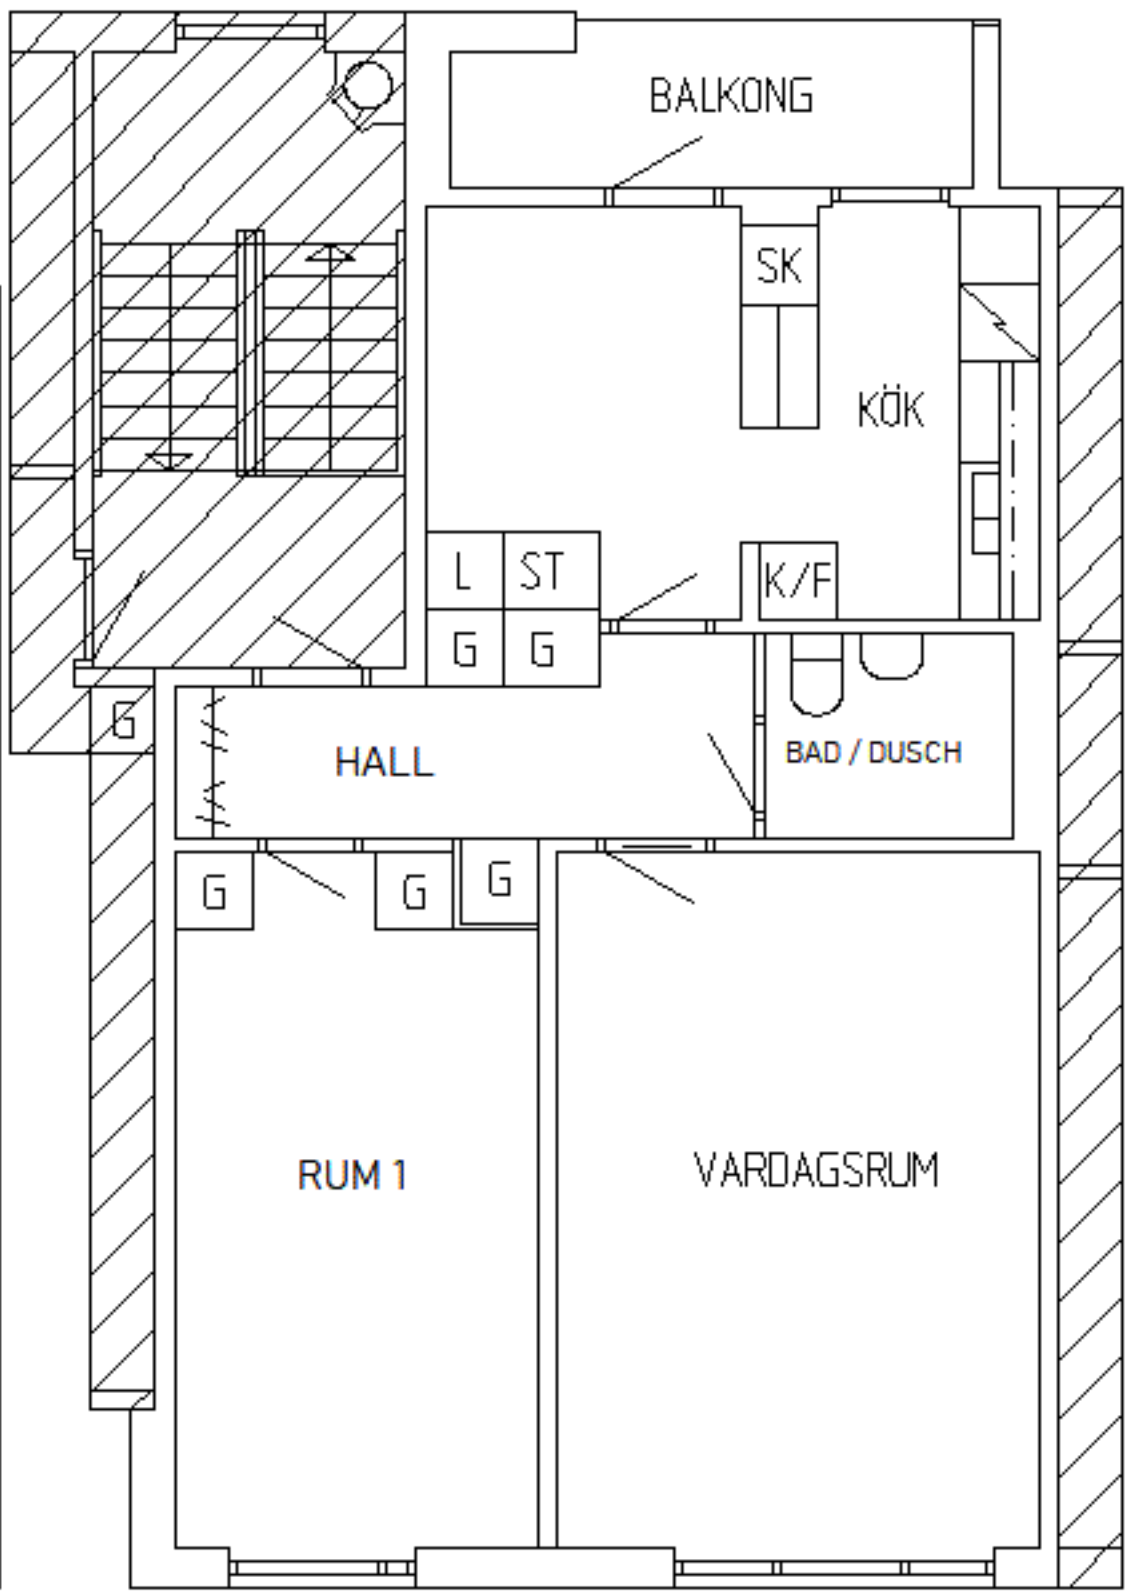 BALKONG
SK
KÖK
L ST
K/F
G G
G
HALL
BAD / DUSCH
G G G
RUM 1
VARDAGSRUM